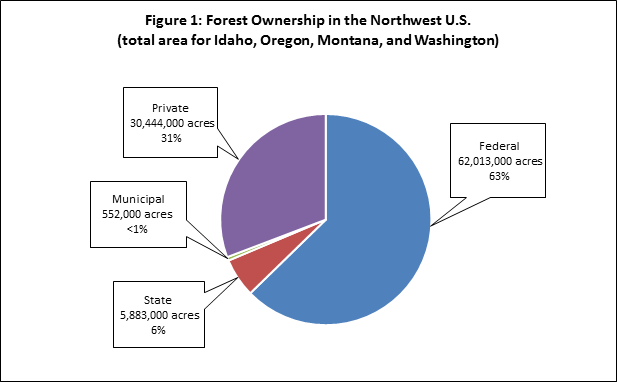 Figure 1: Forest Ownership in the Northwest U.S.
(total area for Idaho, Oregon, Montana, and Washington)
Private
30,444,000 acres
31%
Federal
62,013,000 acres
63%
Municipal
552,000 acres
<1%
State
5,883,000 acres
6%